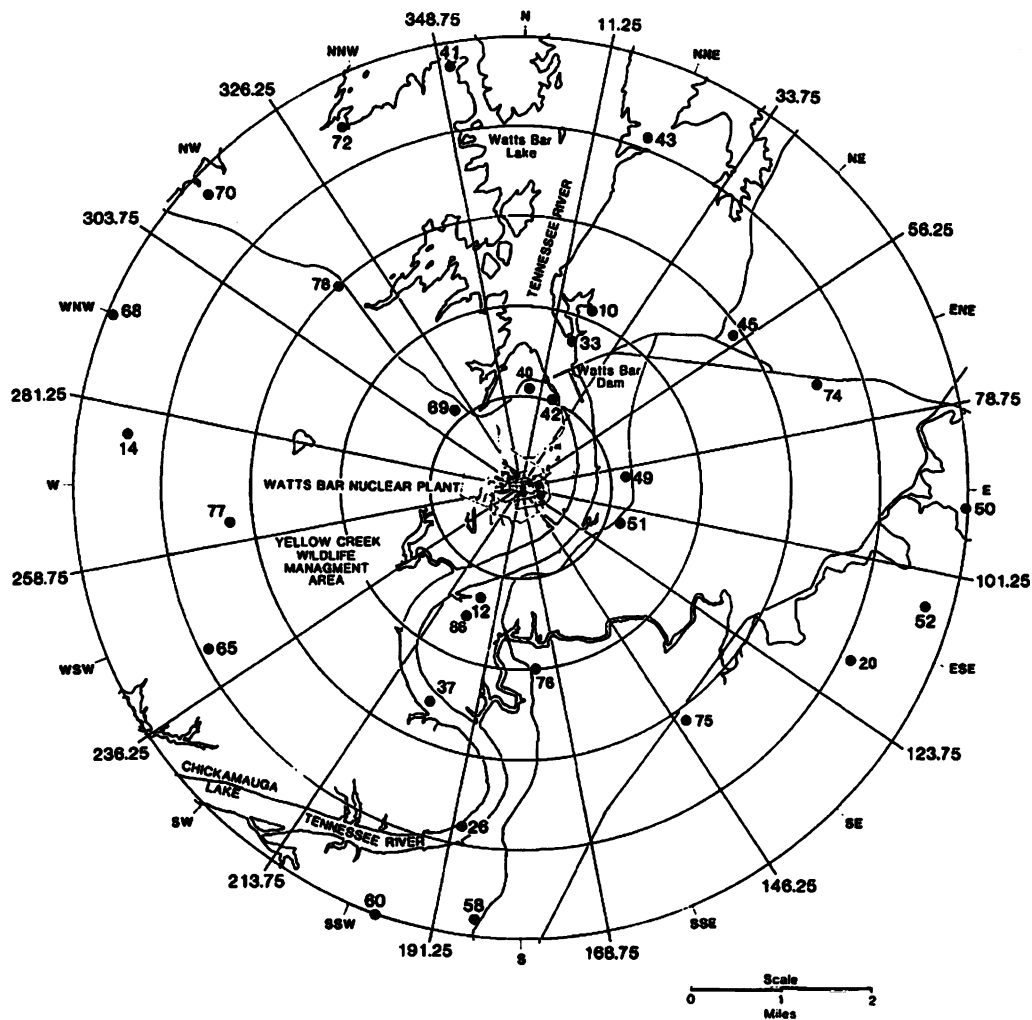 N
348.75
11.25
NNW
41
NNE
326.25
33.75
72
43
Watts Bar
Lake
NW
NE
70
303.75
56.25
TENNESSEE RIVER
78
WNW
68
10
ENE
45
33
40
Watts Bar
Dam
74
281.25
42
78.75
69
14
W
WATTS BAR NUCLEAR PLANT
49
E
50
77
51
YELLOW CREEK
WILDLIFE
MANAGMENT
AREA
258.75
101.25
12
86
52
65
WSW
20
ESE
76
37
75
236.25
123.75
CHICKAMAUGA
LAKE
SW
TENNESSEE RIVER
26
SE
213.75
146.25
60
58
SSW
SSE
191.25
S
168.75
Scale
0 1 2
Miles